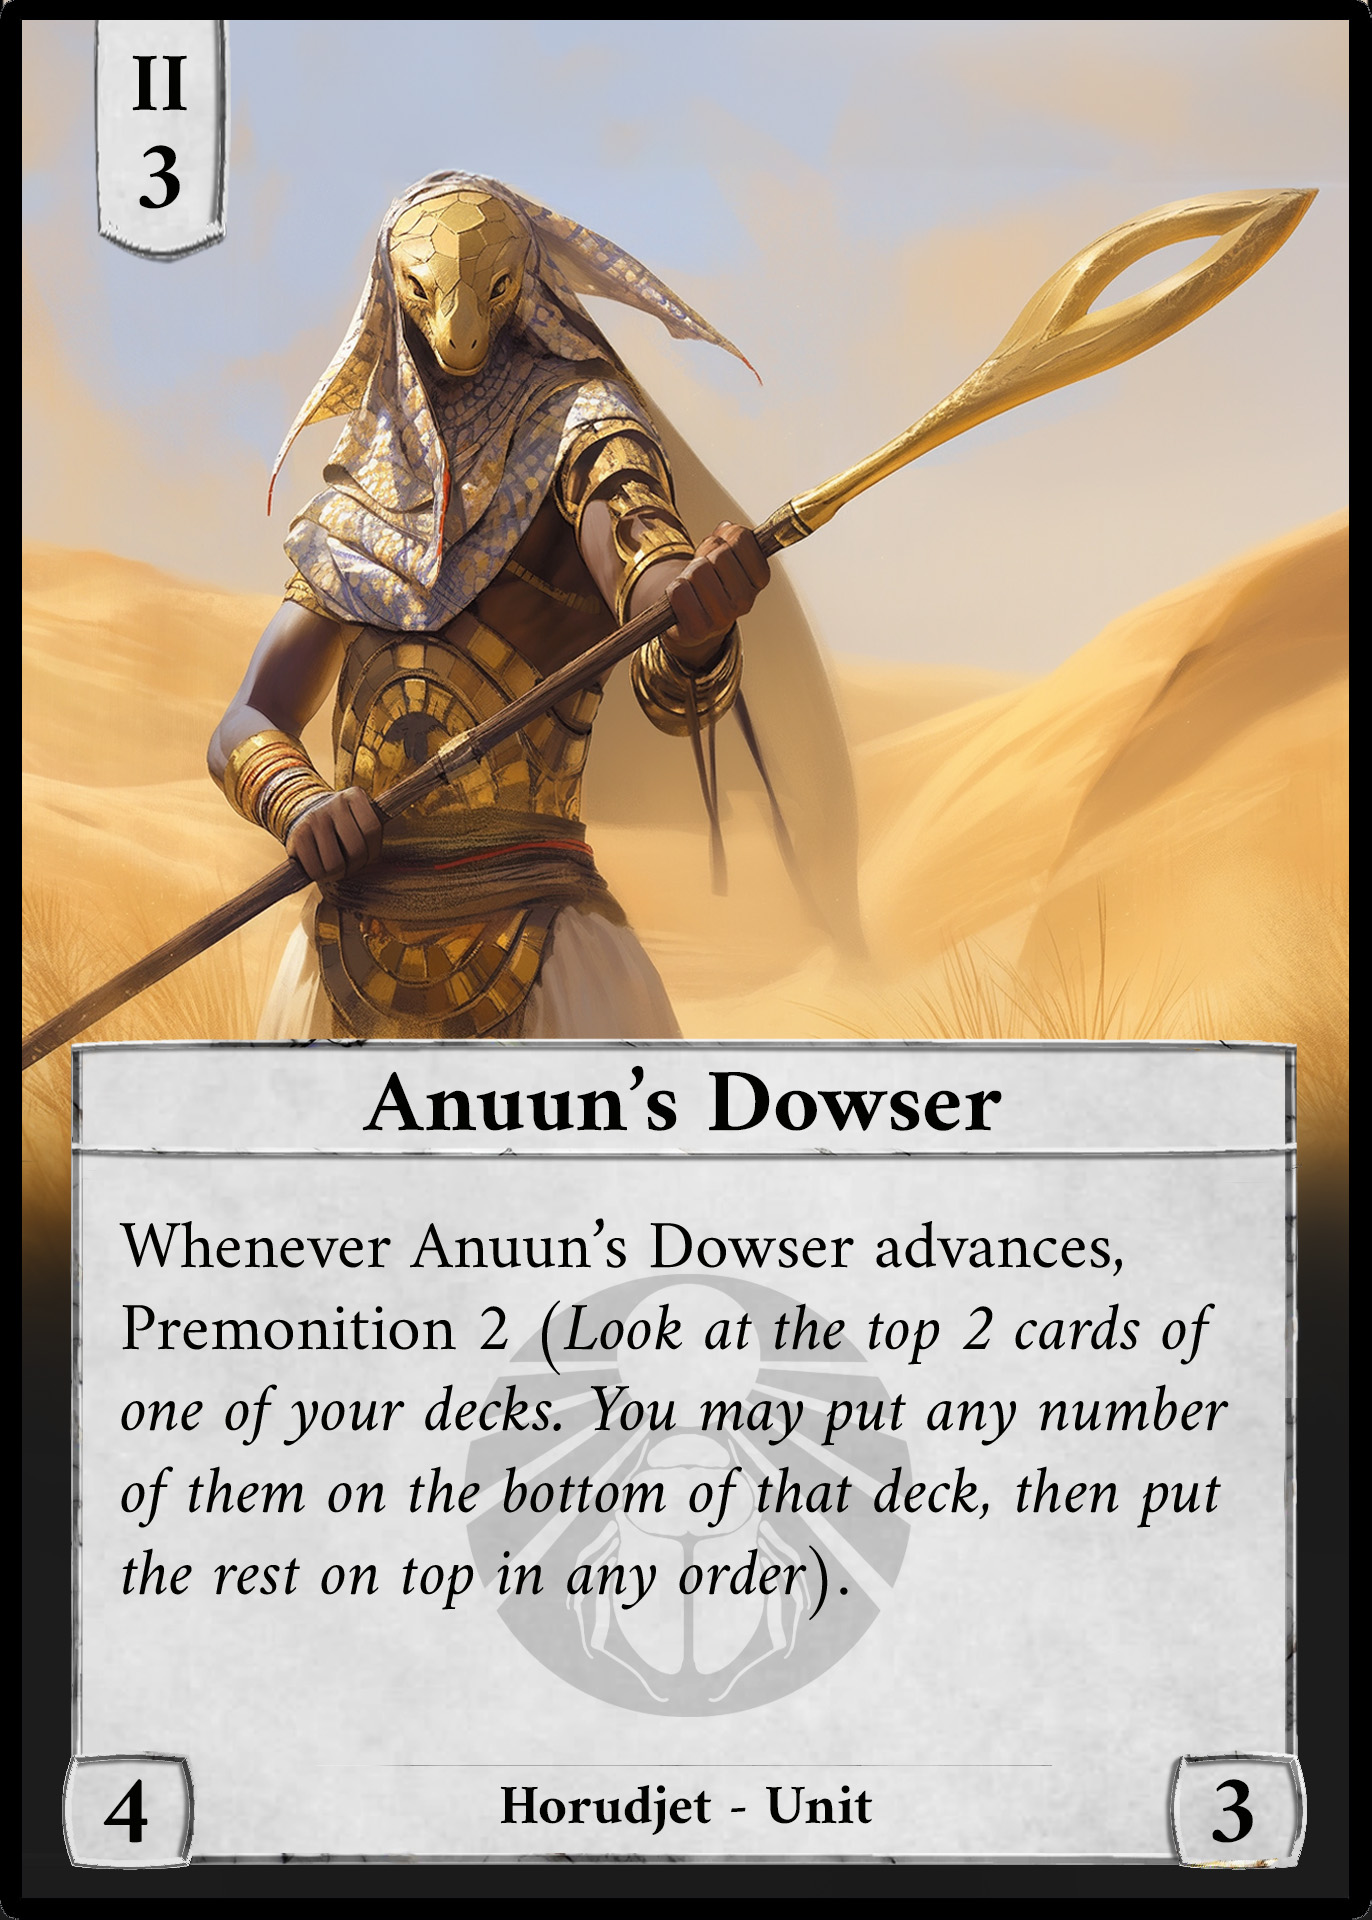 II
3
Anuun’s Dowser
Whenever Anuun’s Dowser advances,
Premonition 2 (Look at the top 2 cards of
one of your decks. You may put any number
of them on the bottom of that deck, then put
the rest on top in any order).
4
Horudjet - Unit
3